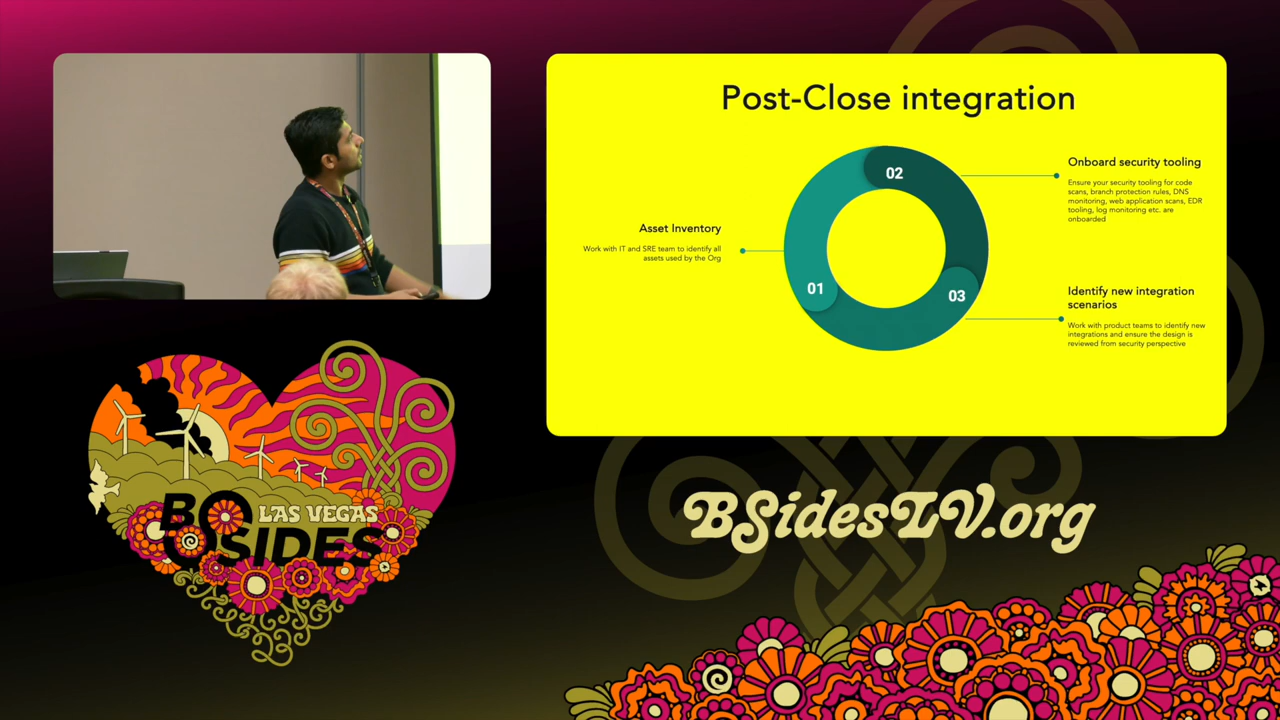 Post-Close integration
02
Onboard security tooling
Ensure your security tooling for code
scans, branch protection rules, DNS
monitoring, web application scans, EDR
tooling, log monitoring etc. are
onboarded
Asset Inventory
Work with IT and SRE team to identify all
assets used by the Org
01
03
Identify new integration
scenarios
Work with product teams to identify new
integrations and ensure the design is
reviewed from security perspective
BSidesLV.org
LAS VEGAS
BSIDES